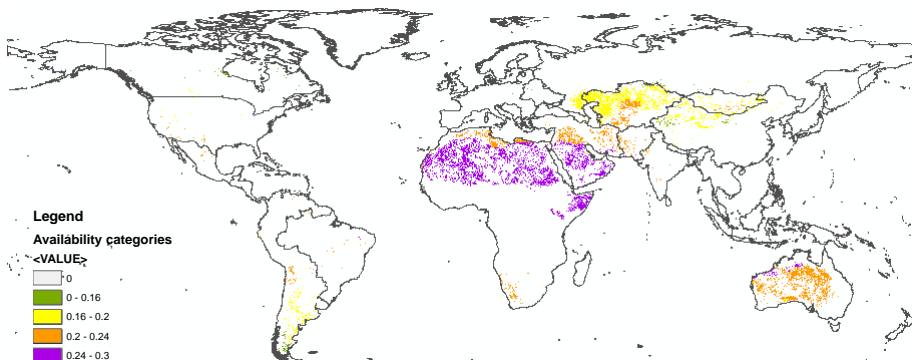 Legend
Availability categories
<VALUE>
0
0 - 0.16
0.16 - 0.2
0.2 - 0.24
0.24 - 0.3